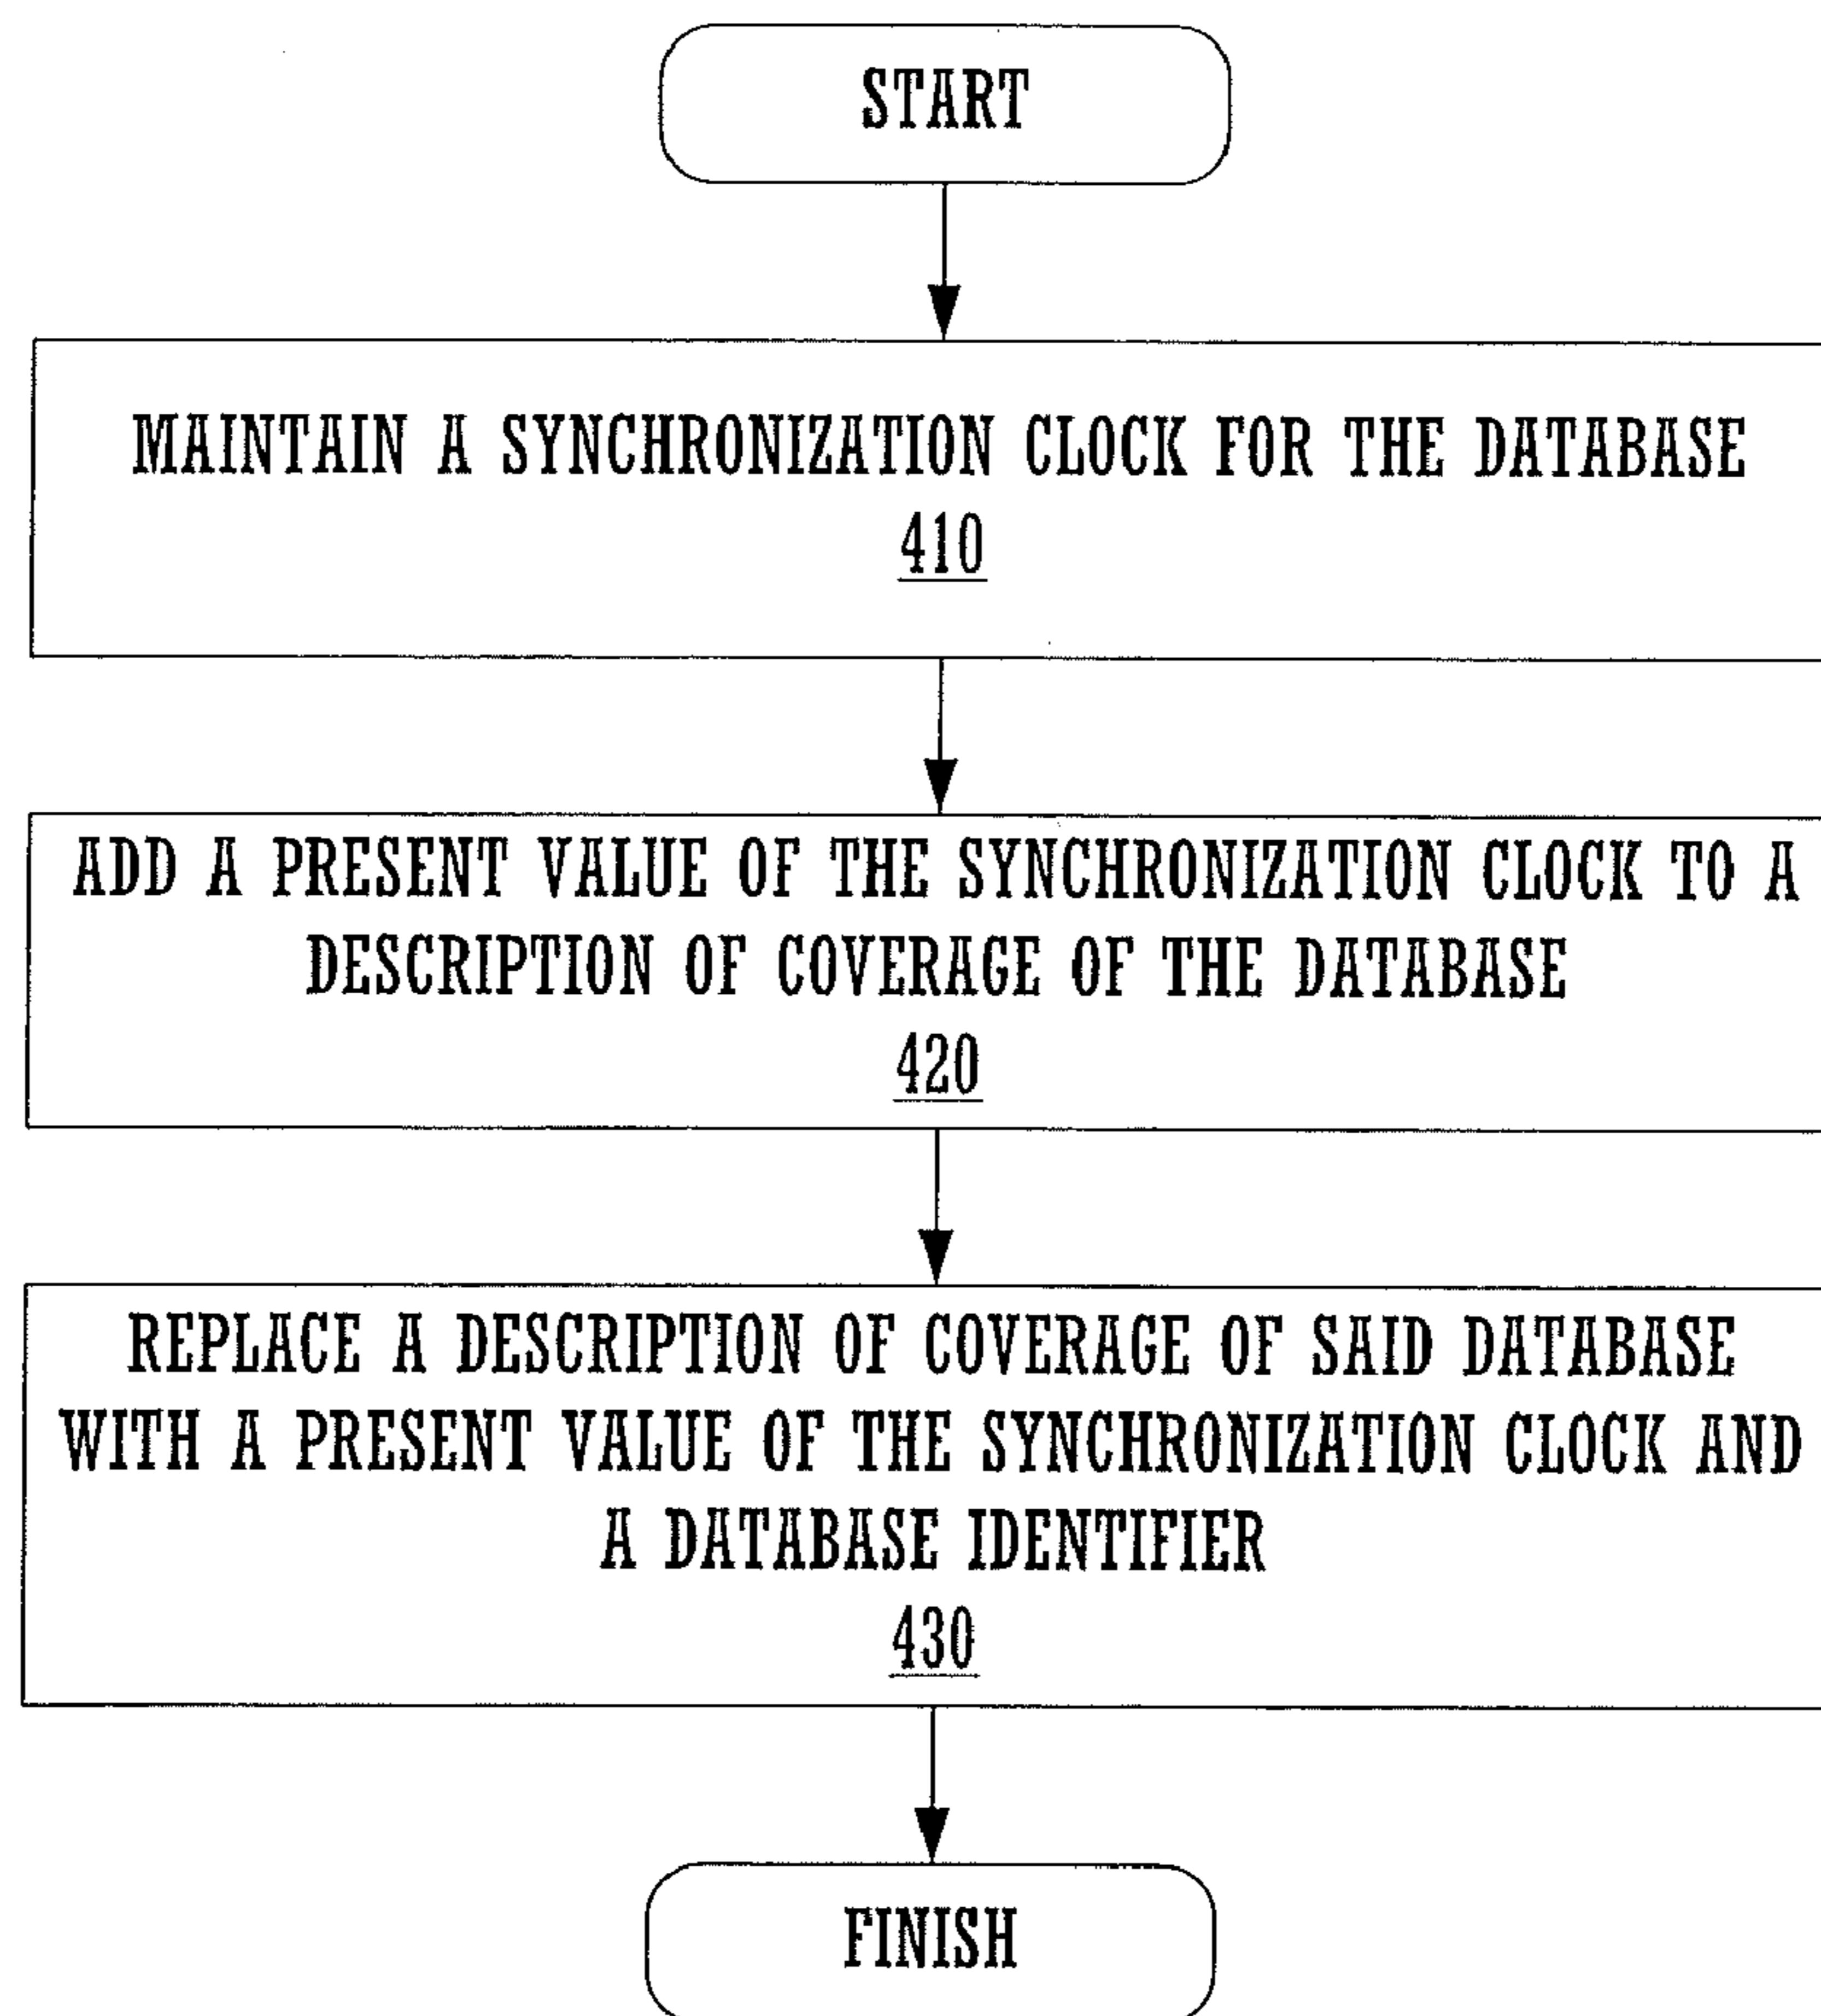 START
MAINTAIN A SYNCHRONIZATION CLOCK FOR THE DATABASE
410
ADD A PRESENT VALUE OF THE SYNCHRONIZATION CLOCK TO A
DESCRIPTION OF COVERAGE OF THE DATABASE
420
REPLACE A DESCRIPTION OF COVERAGE OF SAID DATABASE
WITH A PRESENT VALUE OF THE SYNCHRONIZATION CLOCK AND
A DATABASE IDENTIFIER
430
FINISH